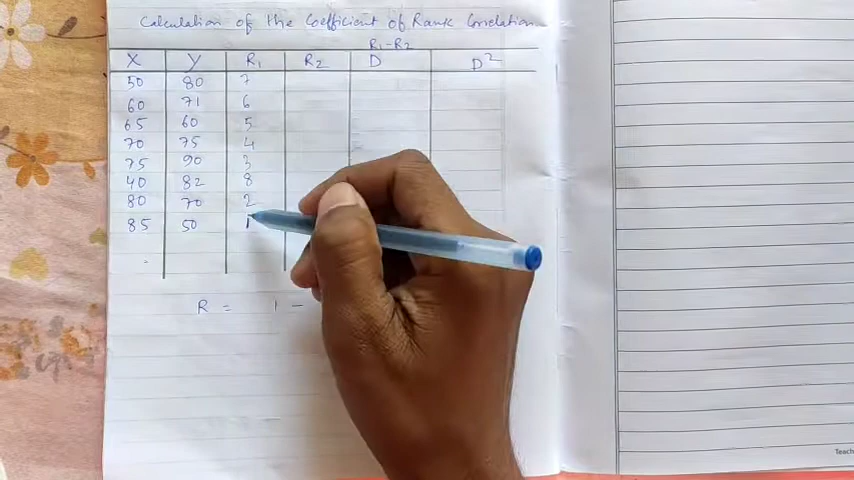 Calculation of the Coefficient of Rank Correlation
R₁-R₂
X Y R₁ R₂ D D²
50 80 7
60 71 6
65 60 5
70 75 4
75 90 3
40 82 8
80 70 2
85 50 1
R = 1 -
Teach